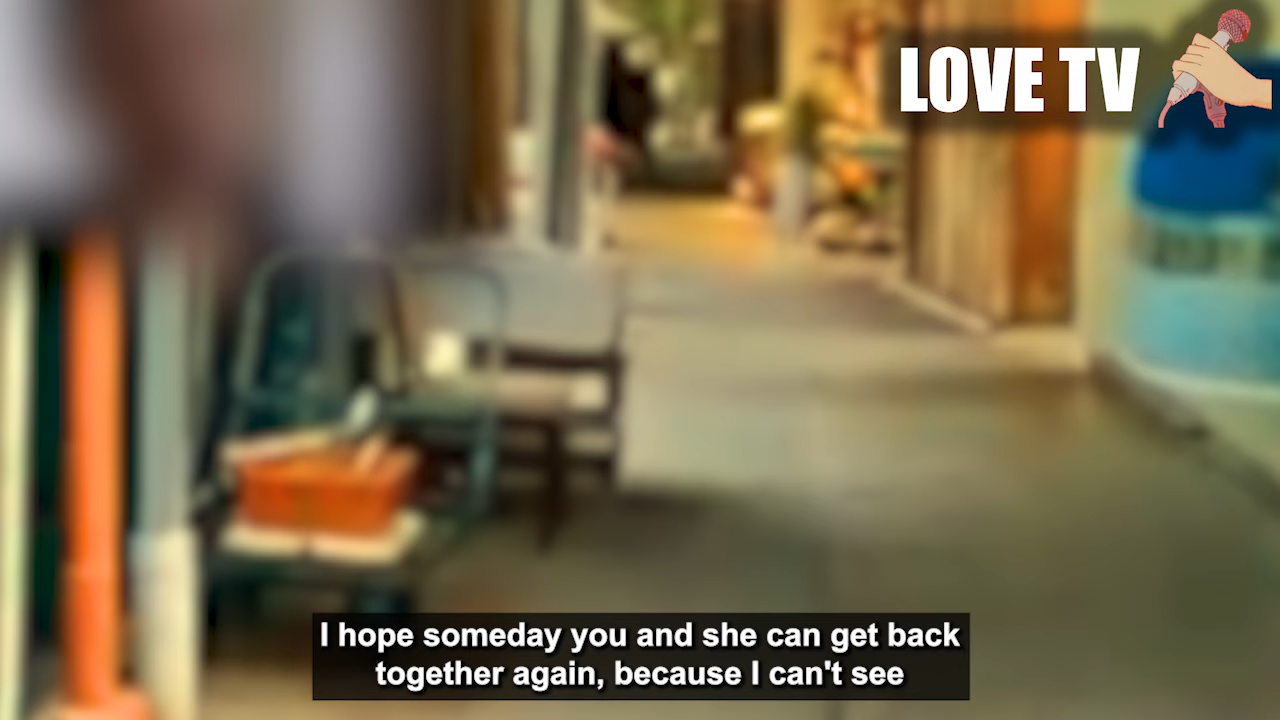 LOVE TV
I hope someday you and she can get back
together again, because I can't see